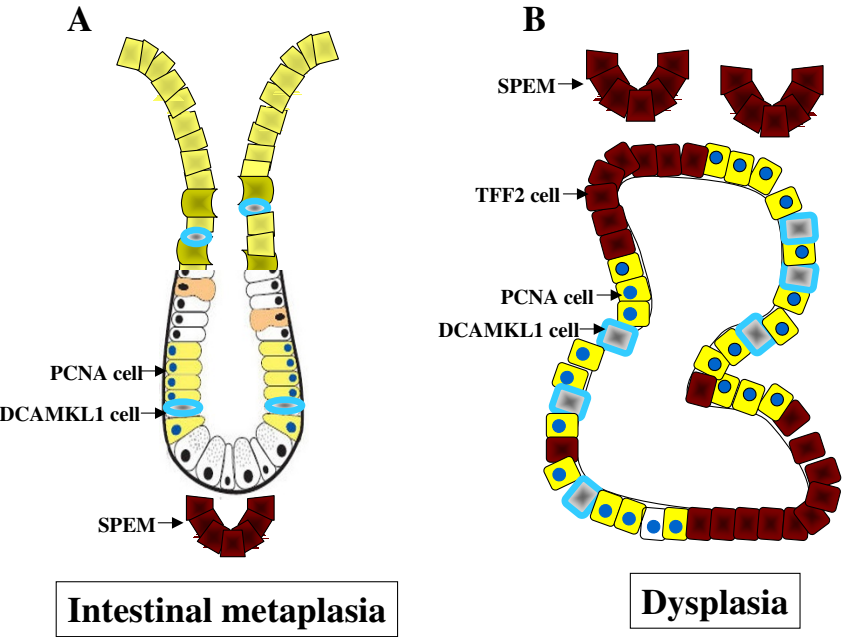 A
PCNA cell
DCAMKL1 cell
SPEM
Intestinal metaplasia
B
SPEM
TFF2 cell
PCNA cell
DCAMKL1 cell
Dysplasia